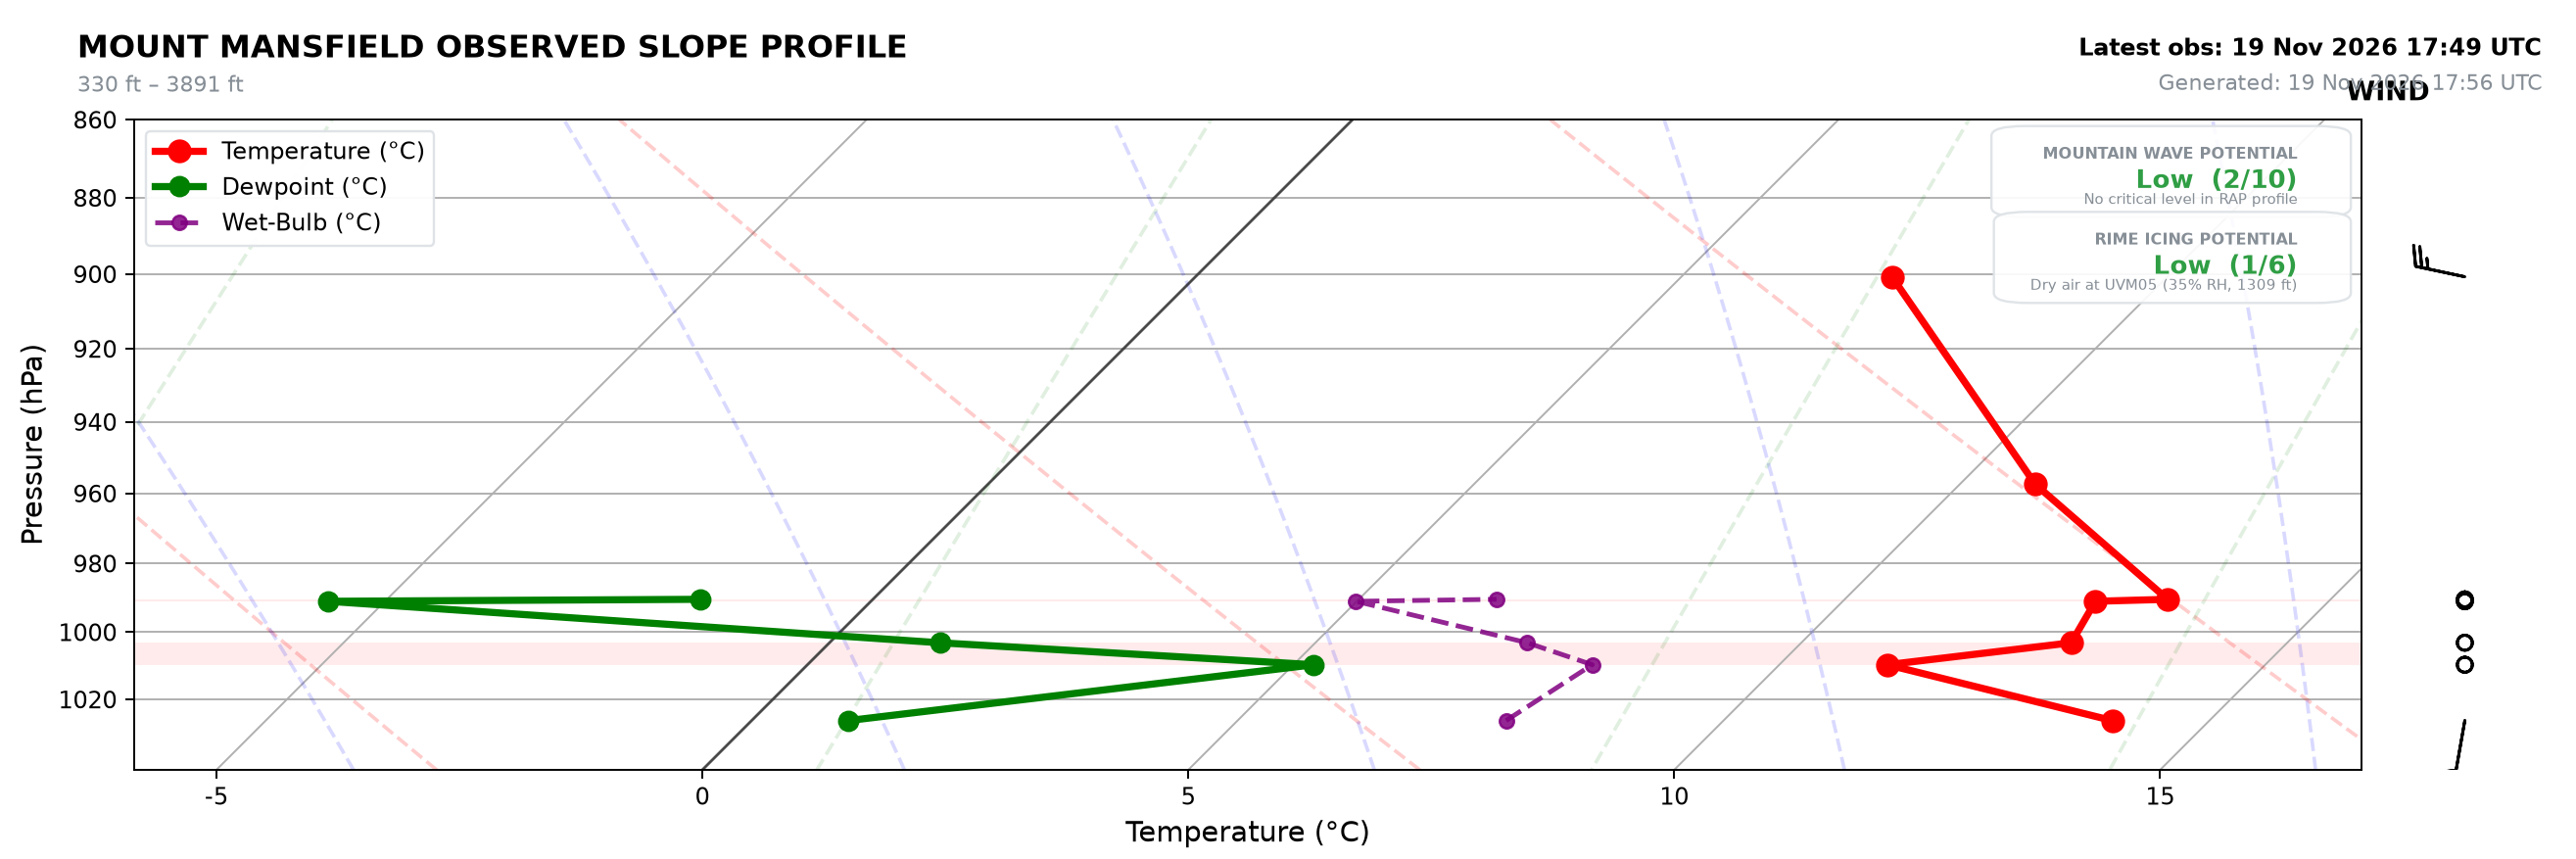 MOUNT MANSFIELD OBSERVED SLOPE PROFILE
330 ft – 3891 ft
Latest obs: 19 Nov 2026 17:49 UTC
Generated: 19 Nov 2026 17:56 UTC
WIND
Temperature (°C)
Dewpoint (°C)
Wet-Bulb (°C)
MOUNTAIN WAVE POTENTIAL
Low (2/10)
No critical level in RAP profile
RIME ICING POTENTIAL
Low (1/6)
Dry air at UVM05 (35% RH, 1309 ft)
Pressure (hPa)
860
880
900
920
940
960
980
1000
1020
-5 0 5 10 15
Temperature (°C)